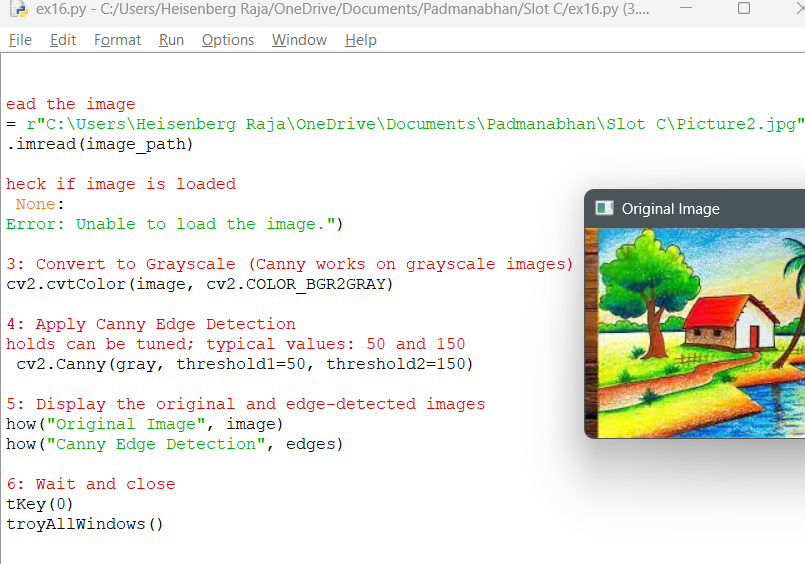 ex16.py - C:/Users/Heisenberg Raja/OneDrive/Documents/Padmanabhan/Slot C/ex16.py (3....
File Edit Format Run Options Window Help
ead the image
= r"C:\Users\Heisenberg Raja\OneDrive\Documents\Padmanabhan\Slot C\Picture2.jpg"
.imread(image_path)
heck if image is loaded
None:
Error: Unable to load the image.")
3: Convert to Grayscale (Canny works on grayscale images)
cv2.cvtColor(image, cv2.COLOR_BGR2GRAY)
4: Apply Canny Edge Detection
holds can be tuned; typical values: 50 and 150
cv2.Canny(gray, threshold1=50, threshold2=150)
5: Display the original and edge-detected images
how("Original Image", image)
how("Canny Edge Detection", edges)
6: Wait and close
tKey(0)
troyAllWindows()
Original Image